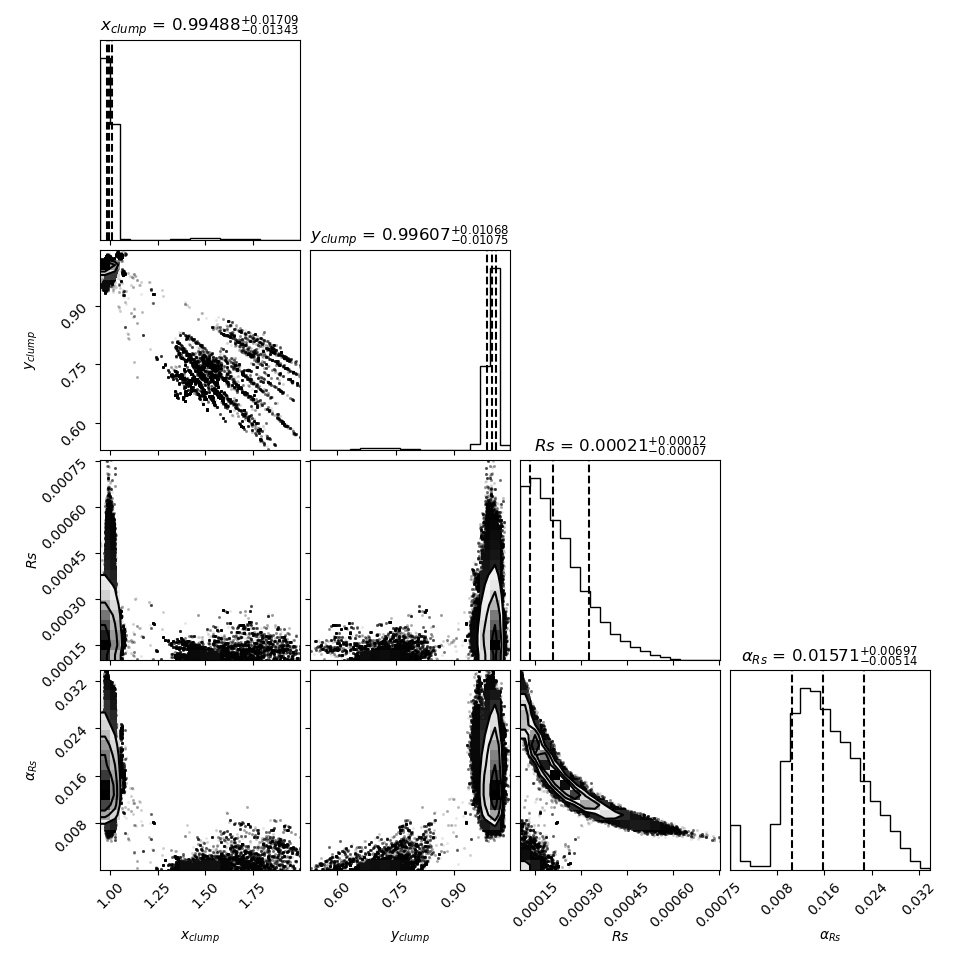 x_clump = 0.99488+0.01709−0.01343
y_clump = 0.99607+0.01068−0.01075
0.90
0.75
0.60
y_clump
Rs = 0.00021+0.00012−0.00007
0.00075
0.00060
0.00045
0.00030
0.00015
Rs
α_Rs = 0.01571+0.00697−0.00514
0.032
0.024
0.016
0.008
α_Rs
1.00 1.25 1.50 1.75
0.60 0.75 0.90
0.00015 0.00030 0.00045 0.00060 0.00075
0.008 0.016 0.024 0.032
x_clump y_clump Rs α_Rs